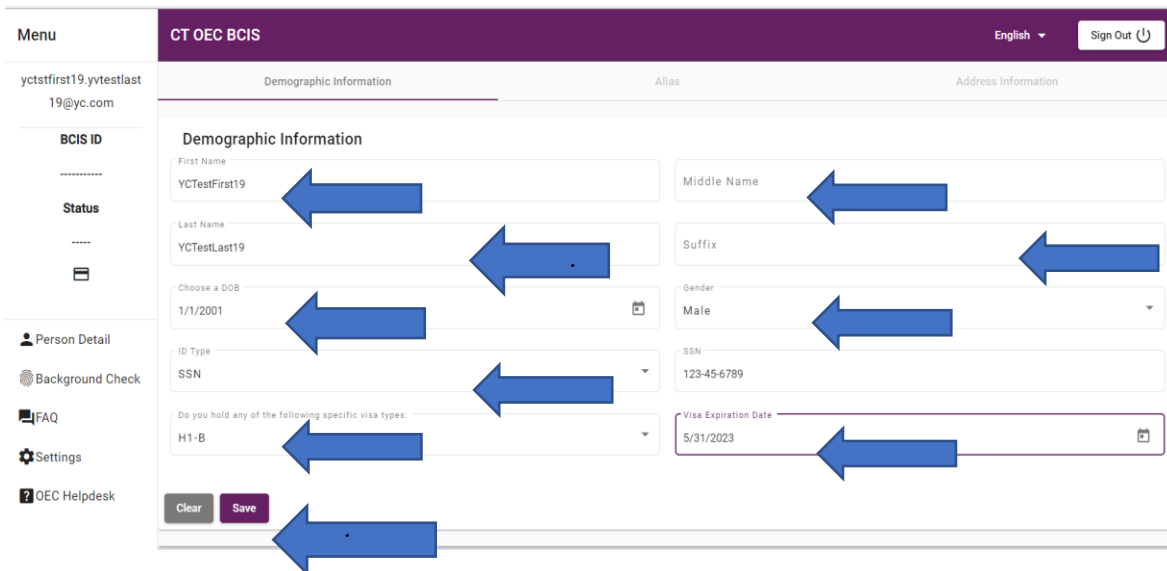 Menu
CT OEC BCIS
English
Sign Out
yctstfirst19.yvtestlast
19@yc.com
BCIS ID
-----------
Status
-----
Person Detail
Background Check
FAQ
Settings
OEC Helpdesk
Demographic Information
Alias
Address Information
Demographic Information
First Name
YCTestFirst19
Middle Name
Last Name
YCTestLast19
Suffix
Choose a DOB
1/1/2001
Gender
Male
ID Type
SSN
SSN
123-45-6789
Do you hold any of the following specific visa types:
H1-B
Visa Expiration Date
5/31/2023
Clear
Save